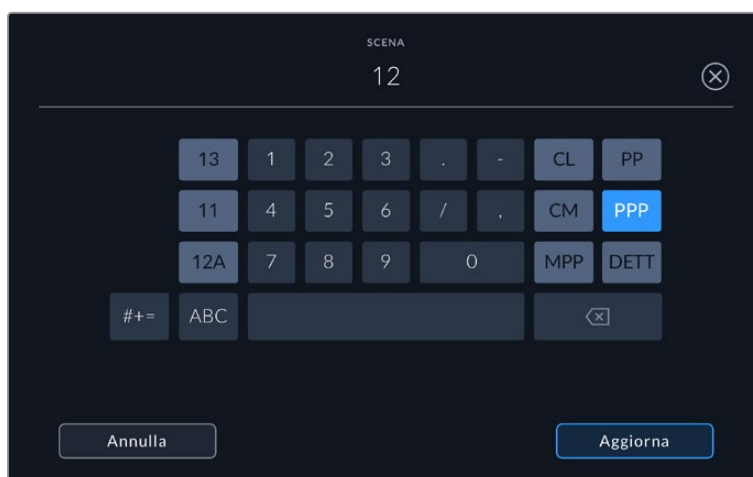 SCENA
12
13 1 2 3 . - CL PP
11 4 5 6 / , CM PPP
12A 7 8 9 0 MPP DETT
#+= ABC
Annulla Aggiorna